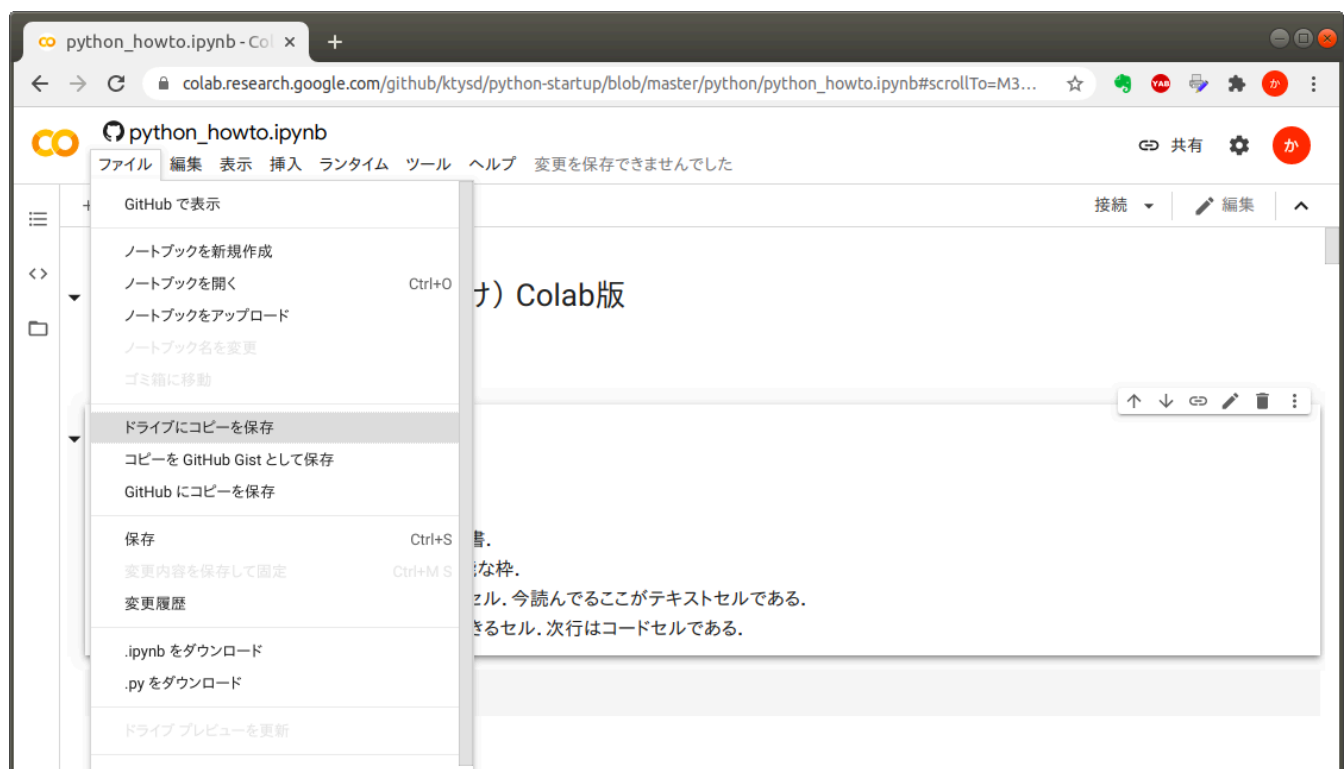 python_howto.ipynb - Col
colab.research.google.com/github/ktysd/python-startup/blob/master/python/python_howto.ipynb#scrollTo=M3...
YAB
か
python_howto.ipynb
共有
か
ファイル 編集 表示 挿入 ランタイム ツール ヘルプ 変更を保存できませんでした
接続 編集
GitHub で表示
ノートブックを新規作成
ノートブックを開く Ctrl+O
ノートブックをアップロード
ノートブック名を変更
ゴミ箱に移動
ドライブにコピーを保存
コピーを GitHub Gist として保存
GitHub にコピーを保存
保存 Ctrl+S
変更内容を保存して固定 Ctrl+M S
変更履歴
.ipynb をダウンロード
.py をダウンロード
ドライブ プレビューを更新
け）Colab版
書．
な枠．
セル．今読んでるここがテキストセルである．
きるセル．次行はコードセルである．